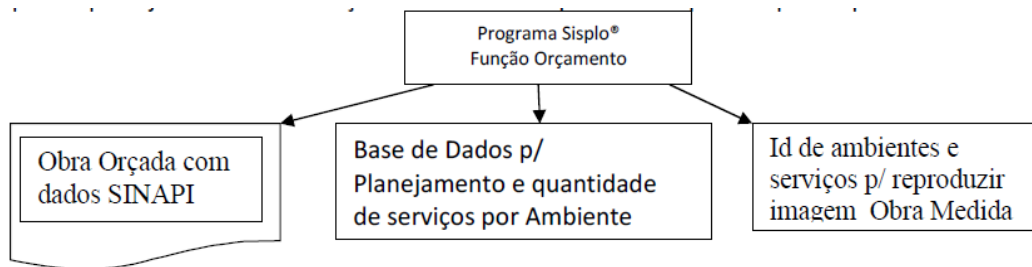 Programa Sisplo®
Função Orçamento
Obra Orçada com
dados SINAPI
Base de Dados p/
Planejamento e quantidade
de serviços por Ambiente
Id de ambientes e
serviços p/ reproduzir
imagem Obra Medida